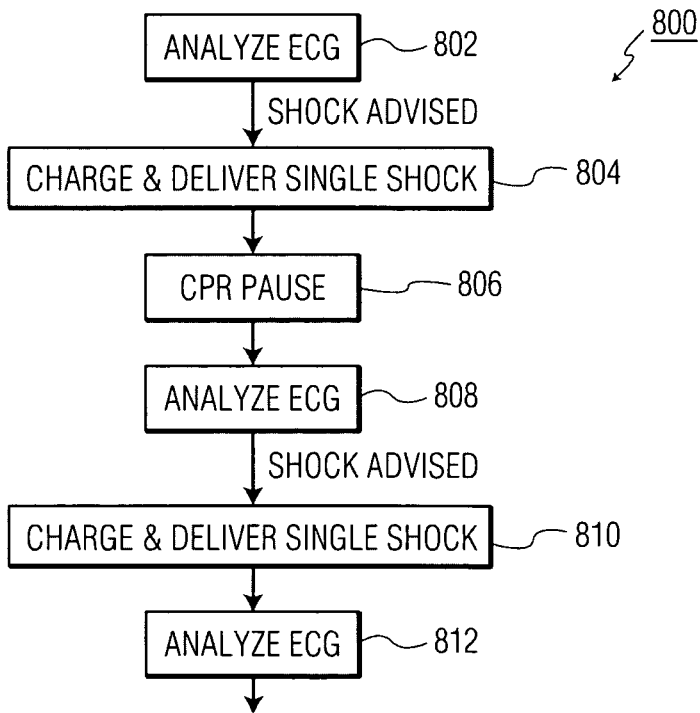 800
ANALYZE ECG 802
SHOCK ADVISED
CHARGE & DELIVER SINGLE SHOCK 804
CPR PAUSE 806
ANALYZE ECG 808
SHOCK ADVISED
CHARGE & DELIVER SINGLE SHOCK 810
ANALYZE ECG 812